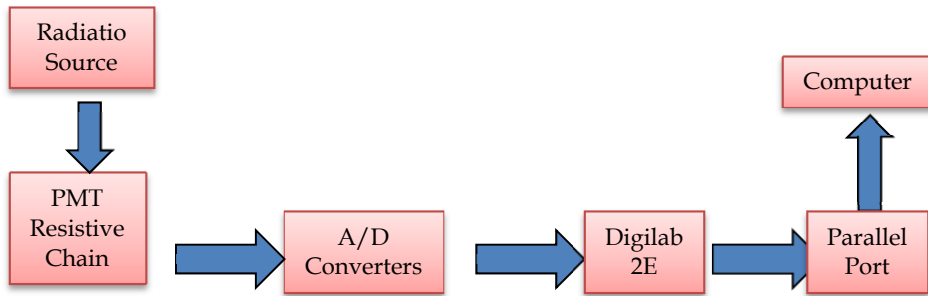 Radiatio
Source
Computer
PMT
Resistive
Chain
A/D
Converters
Digilab
2E
Parallel
Port